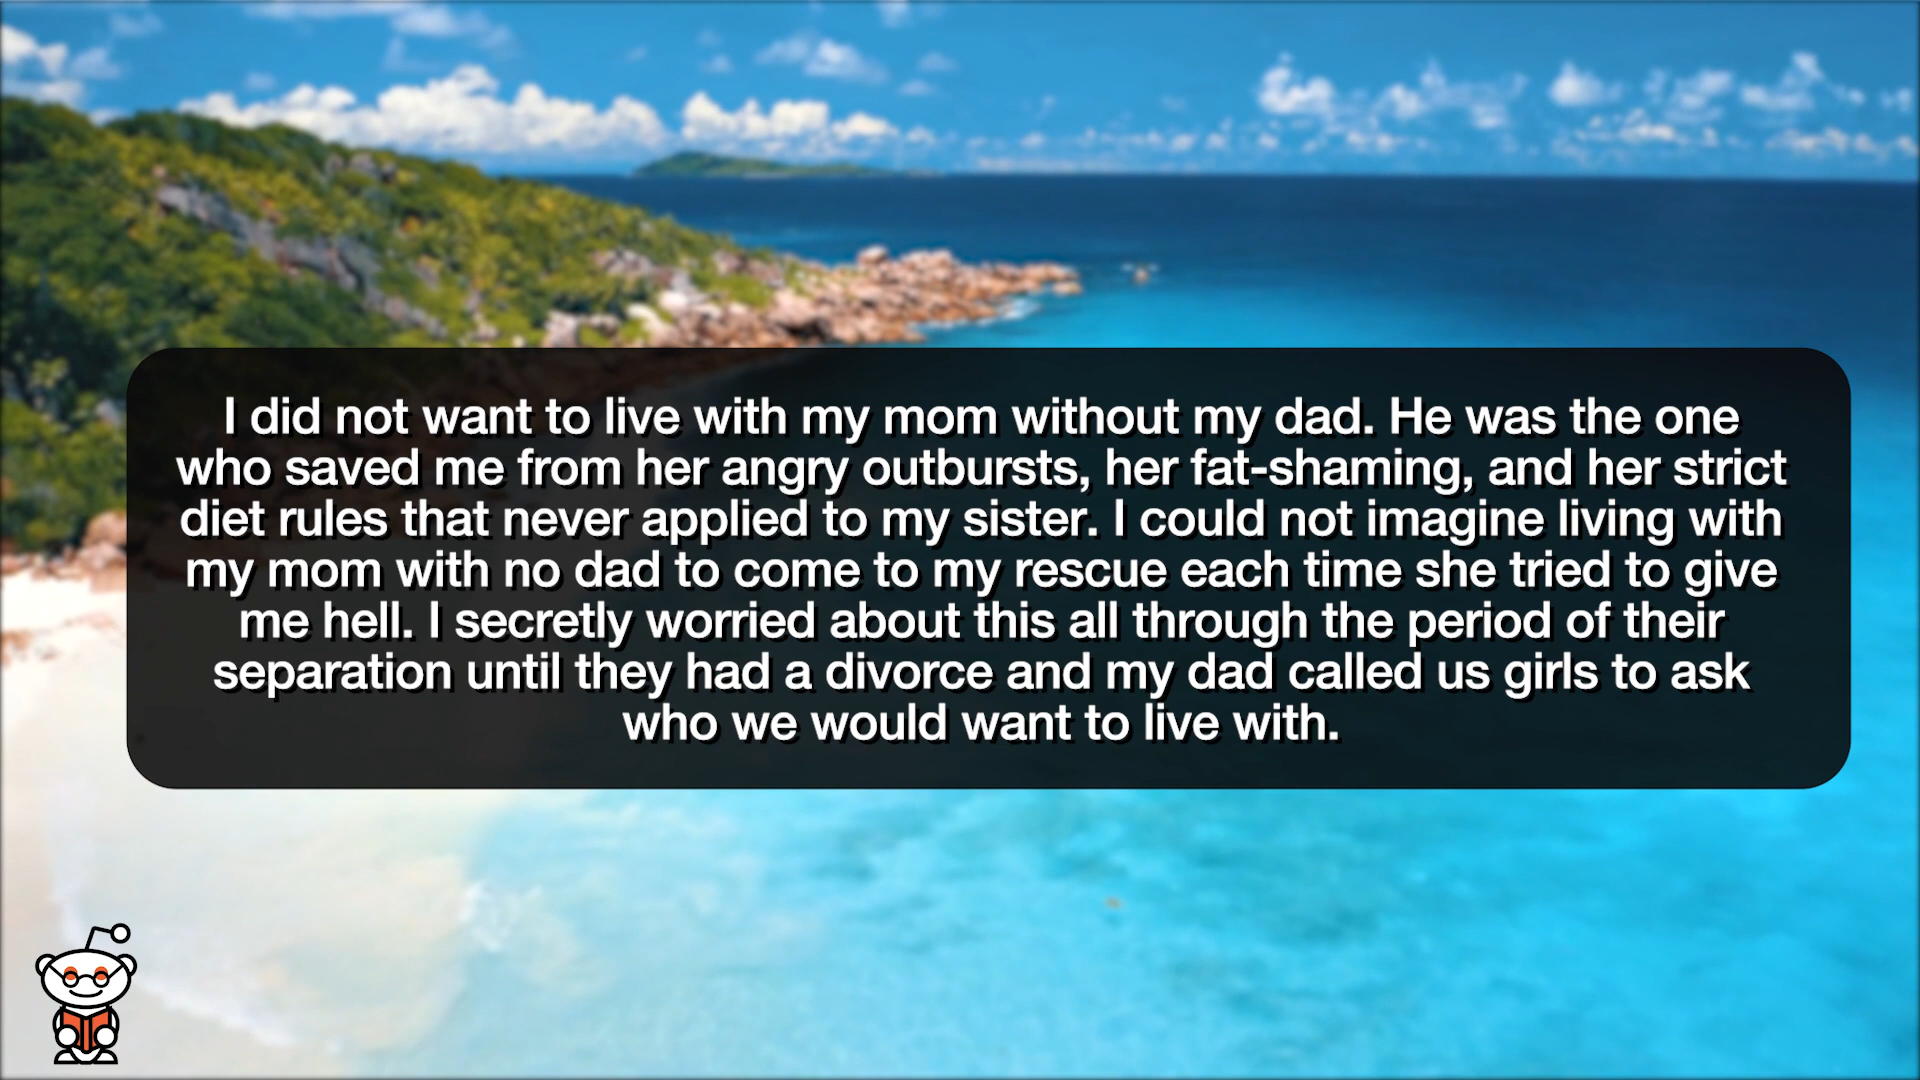 I did not want to live with my mom without my dad. He was the one
who saved me from her angry outbursts, her fat-shaming, and her strict
diet rules that never applied to my sister. I could not imagine living with
my mom with no dad to come to my rescue each time she tried to give
me hell. I secretly worried about this all through the period of their
separation until they had a divorce and my dad called us girls to ask
who we would want to live with.